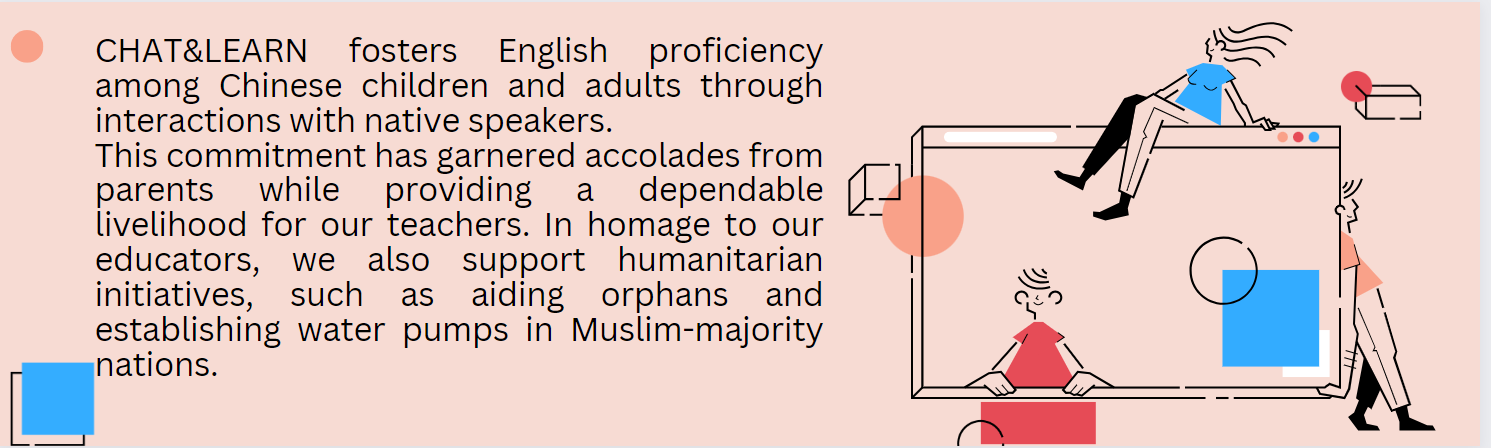 CHAT&LEARN fosters English proficiency
among Chinese children and adults through
interactions with native speakers.
This commitment has garnered accolades from
parents while providing a dependable
livelihood for our teachers. In homage to our
educators, we also support humanitarian
initiatives, such as aiding orphans and
establishing water pumps in Muslim-majority
nations.